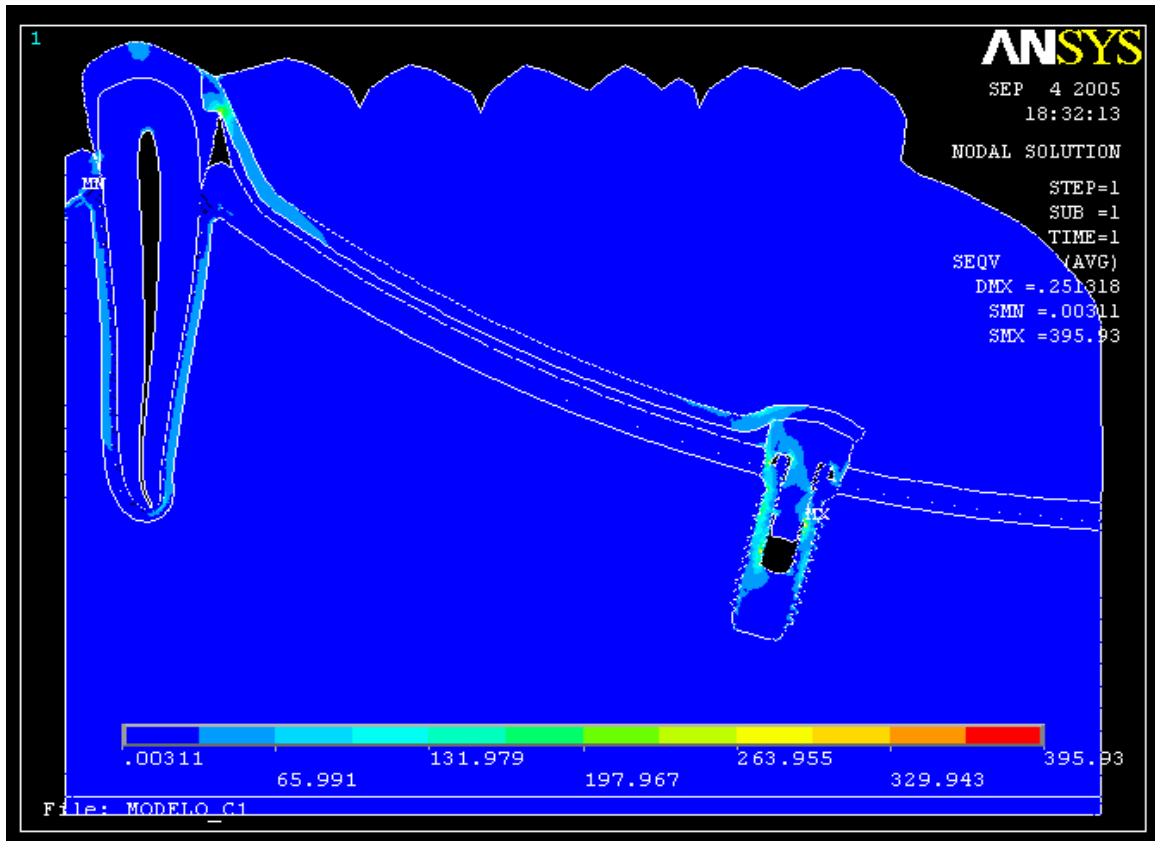 1
ANSYS
SEP 4 2005
18:32:13
NODAL SOLUTION
STEP=1
SUB =1
TIME=1
SEQV (AVG)
DMX =.251318
SMN =.00311
SMX =395.93
MN
MX
.00311 131.979 263.955 395.93
65.991 197.967 329.943
File: MODELO_C1